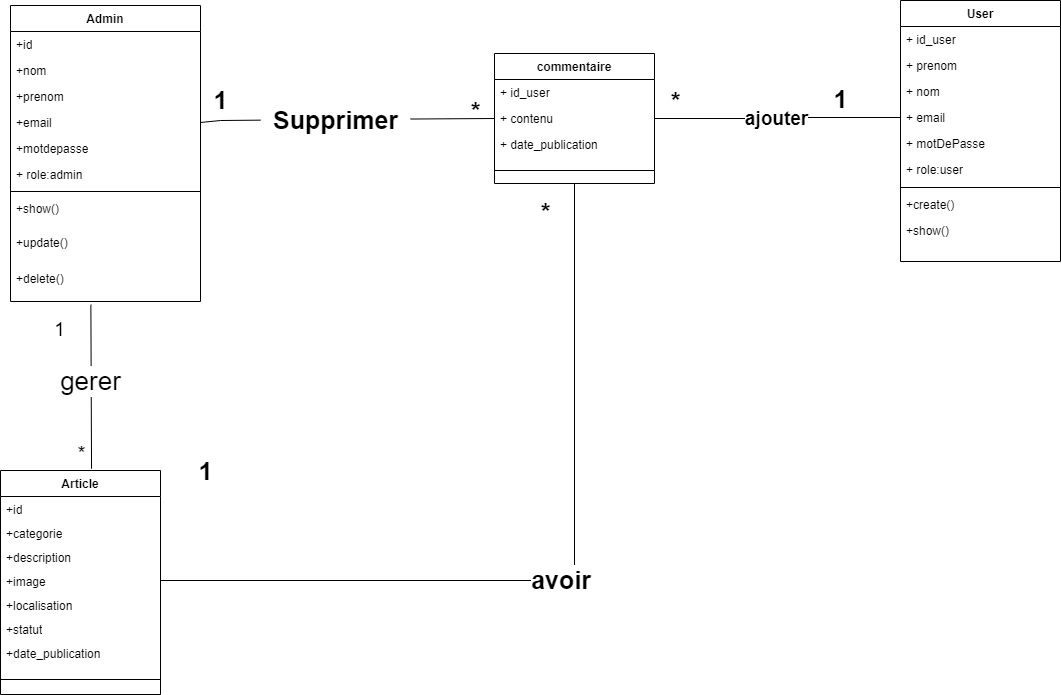 Admin
+id
+nom
+prenom
+email
+motdepasse
+ role:admin
+show()
+update()
+delete()
1
Supprimer
*
commentaire
+ id_user
+ contenu
+ date_publication
*
ajouter
1
User
+ id_user
+ prenom
+ nom
+ email
+ motDePasse
+ role:user
+create()
+show()
*
1
gerer
*
1
Article
+id
+categorie
+description
+image
+localisation
+statut
+date_publication
avoir